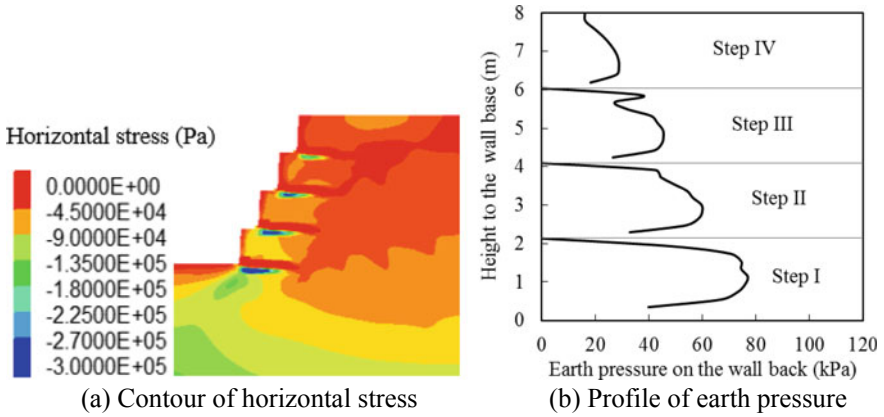 Horizontal stress (Pa)
0.0000E+00
-4.5000E+04
-9.0000E+04
-1.3500E+05
-1.8000E+05
-2.2500E+05
-2.7000E+05
-3.0000E+05
(a) Contour of horizontal stress
Height to the wall base (m)
8
7
6
5
4
3
2
1
0
Step IV
Step III
Step II
Step I
0 20 40 60 80 100 120
Earth pressure on the wall back (kPa)
(b) Profile of earth pressure